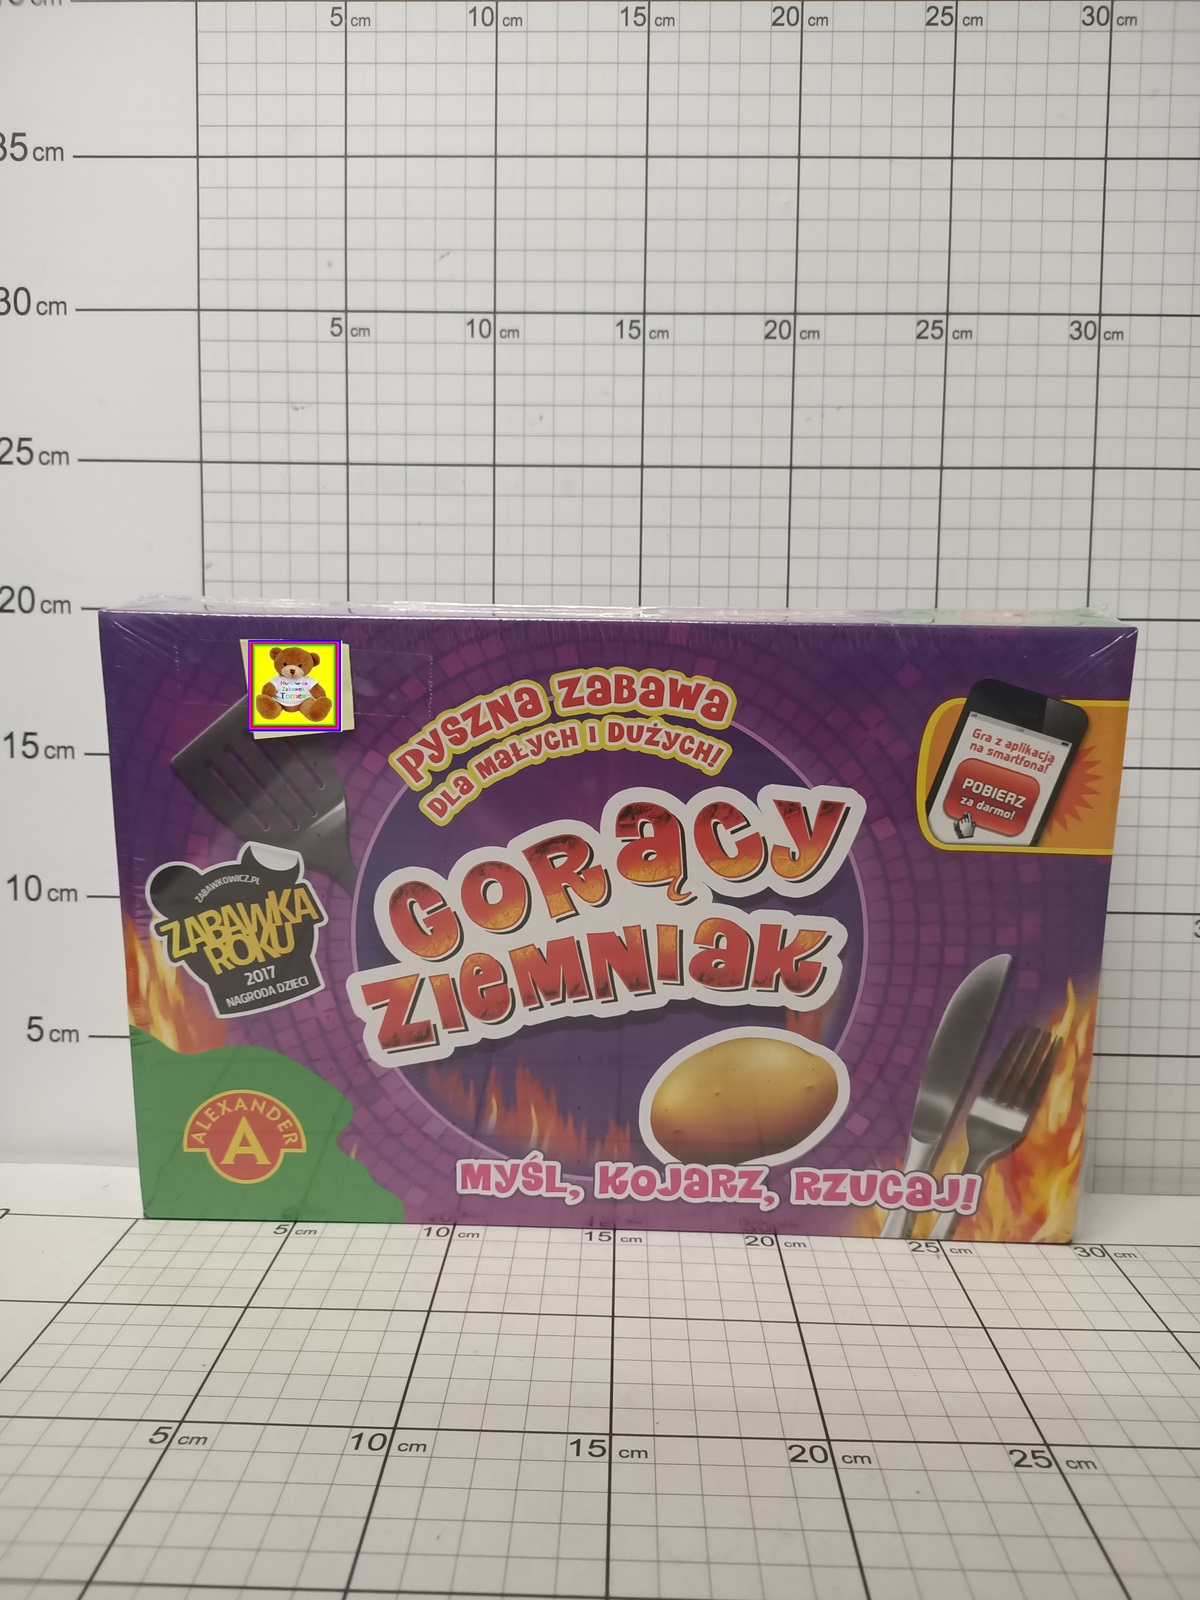 5 cm 10 cm 15 cm 20 cm 25 cm 30 cm
35 cm
30 cm
5 cm 10 cm 15 cm 20 cm 25 cm 30 cm
25 cm
20 cm
15 cm
10 cm
5 cm
Tomex
PYSZNA ZABAWA
DLA MAŁYCH I DUŻYCH!
Gra z aplikacją
na smartfona!
POBIERZ
za darmo!
GORĄCY
ZIEMNIAK
ZABAWKOWICZ.PL
ZABAWKA
ROKU
2017
NAGRODA DZIECI
ALEXANDER
A
MYŚL, KOJARZ, RZUCAJ!
5 cm 10 cm 15 cm 20 cm 25 cm 30 cm
5 cm 10 cm 15 cm 20 cm 25 cm